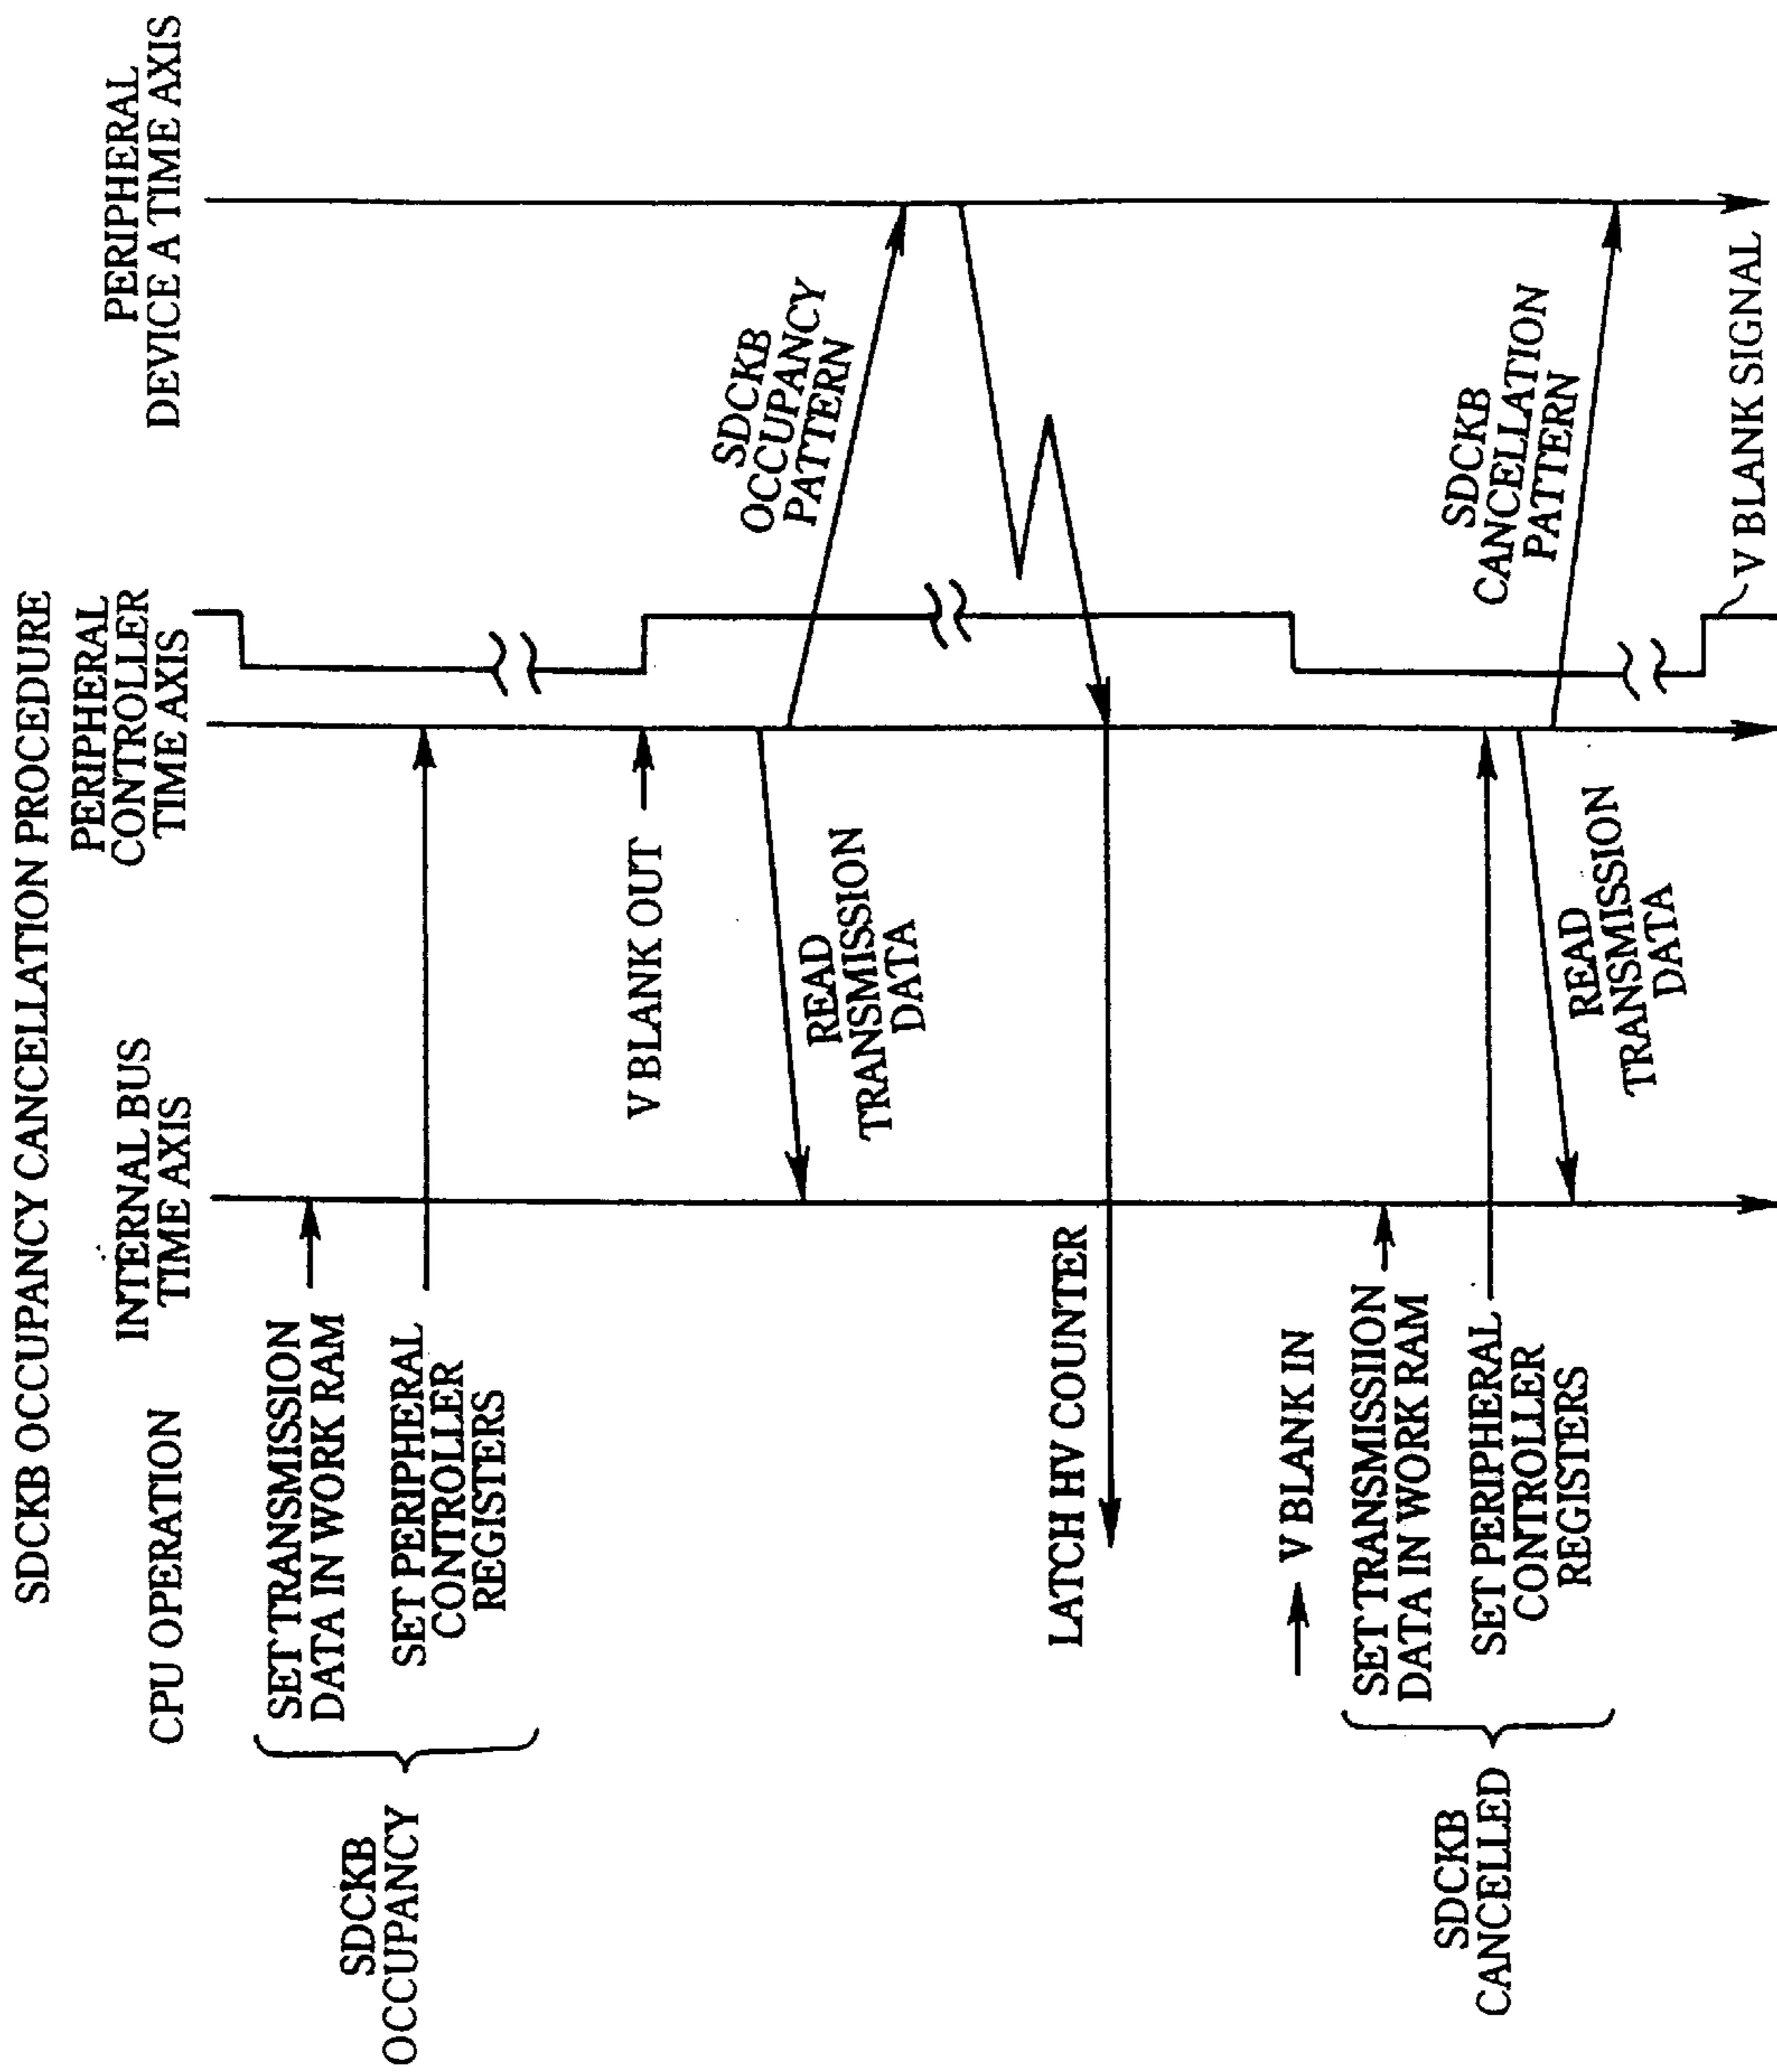 SDCKB OCCUPANCY CANCELLATION PROCEDURE
CPU OPERATION
INTERNAL BUS
TIME AXIS
PERIPHERAL
CONTROLLER
TIME AXIS
PERIPHERAL
DEVICE A TIME AXIS
SDCKB
OCCUPANCY
SET TRANSMISSION
DATA IN WORK RAM
SET PERIPHERAL
CONTROLLER
REGISTERS
V BLANK OUT
READ
TRANSMISSION
DATA
SDCKB
OCCUPANCY
PATTERN
LATCH HV COUNTER
V BLANK IN
SDCKB
CANCELLED
SET TRANSMISSIION
DATA IN WORK RAM
SET PERIPHERAL
CONTROLLER
REGISTERS
READ
TRANSMISSION
DATA
SDCKB
CANCELLATION
PATTERN
V BLANK SIGNAL